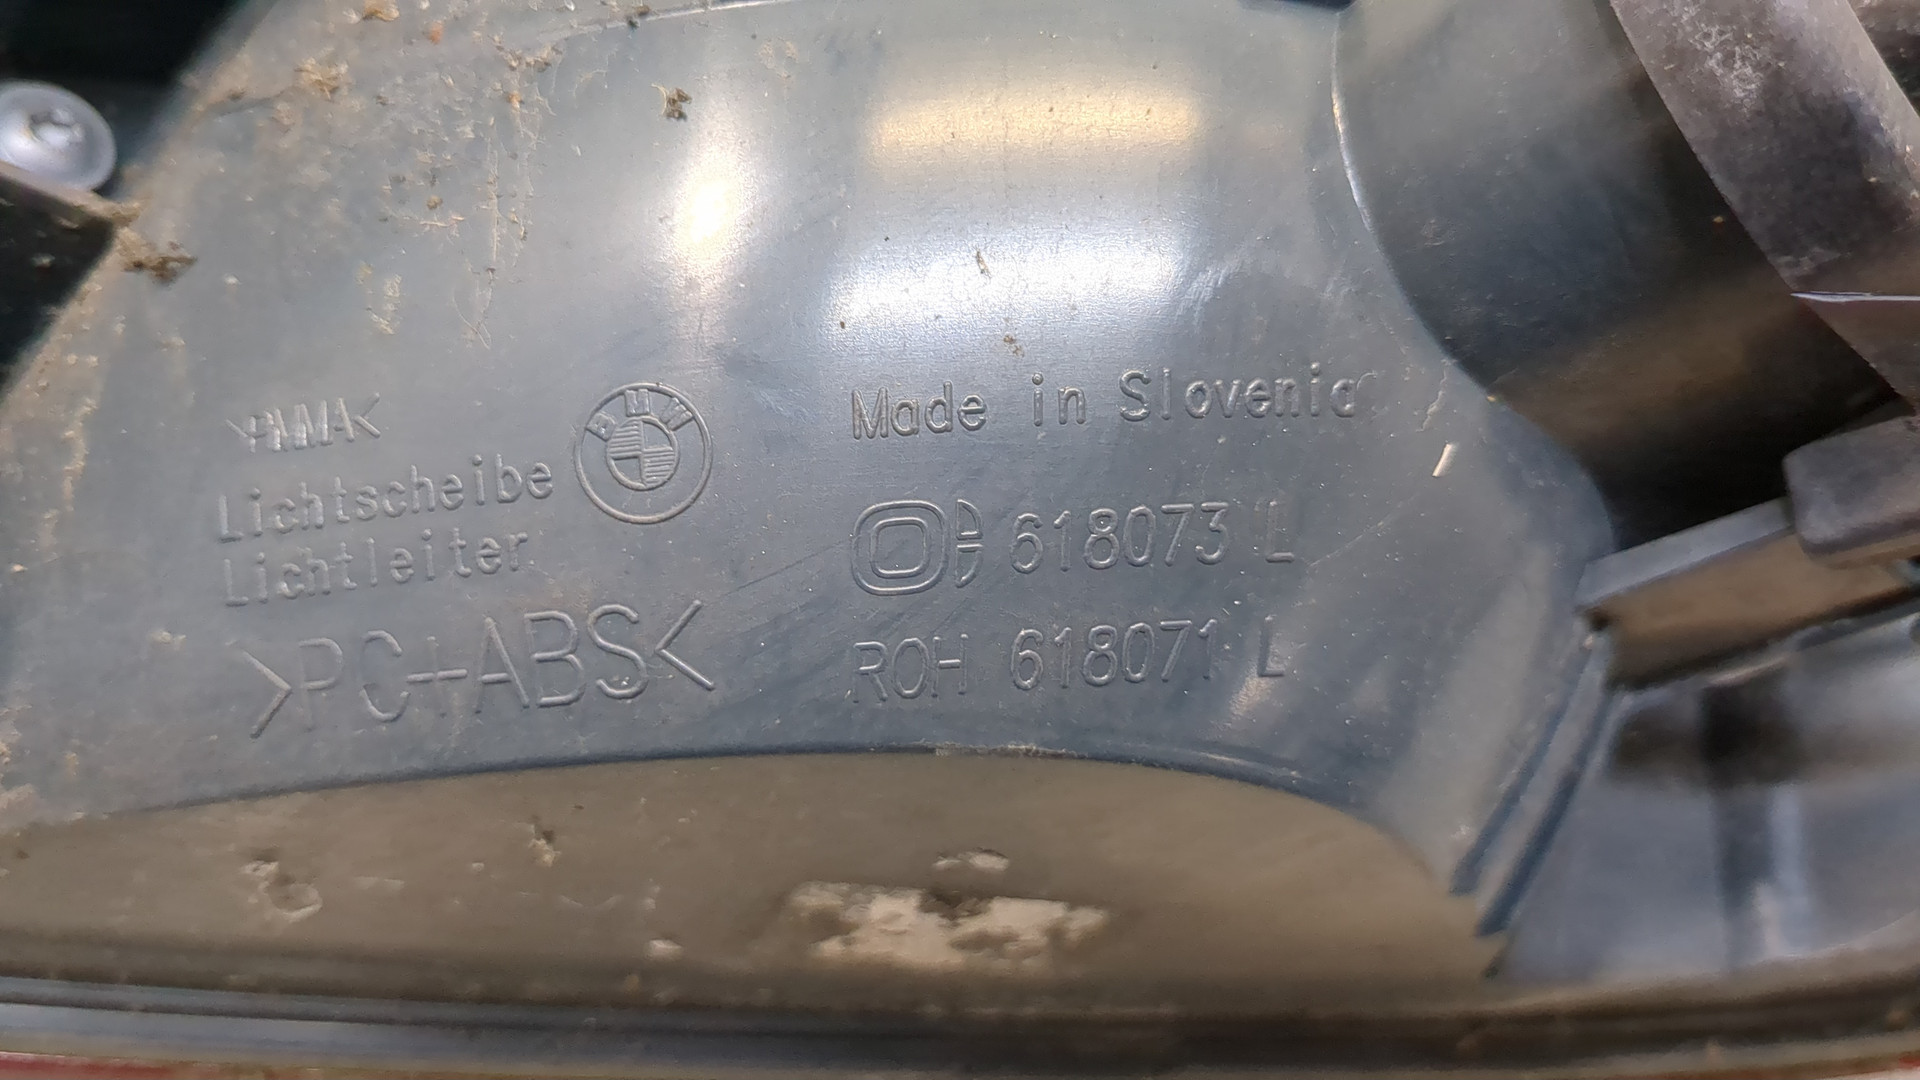 >PMMA<
Lichtscheibe
Lichtleiter
>PC+ABS<
BMW
Made in Slovenia
618073 L
ROH 618071 L